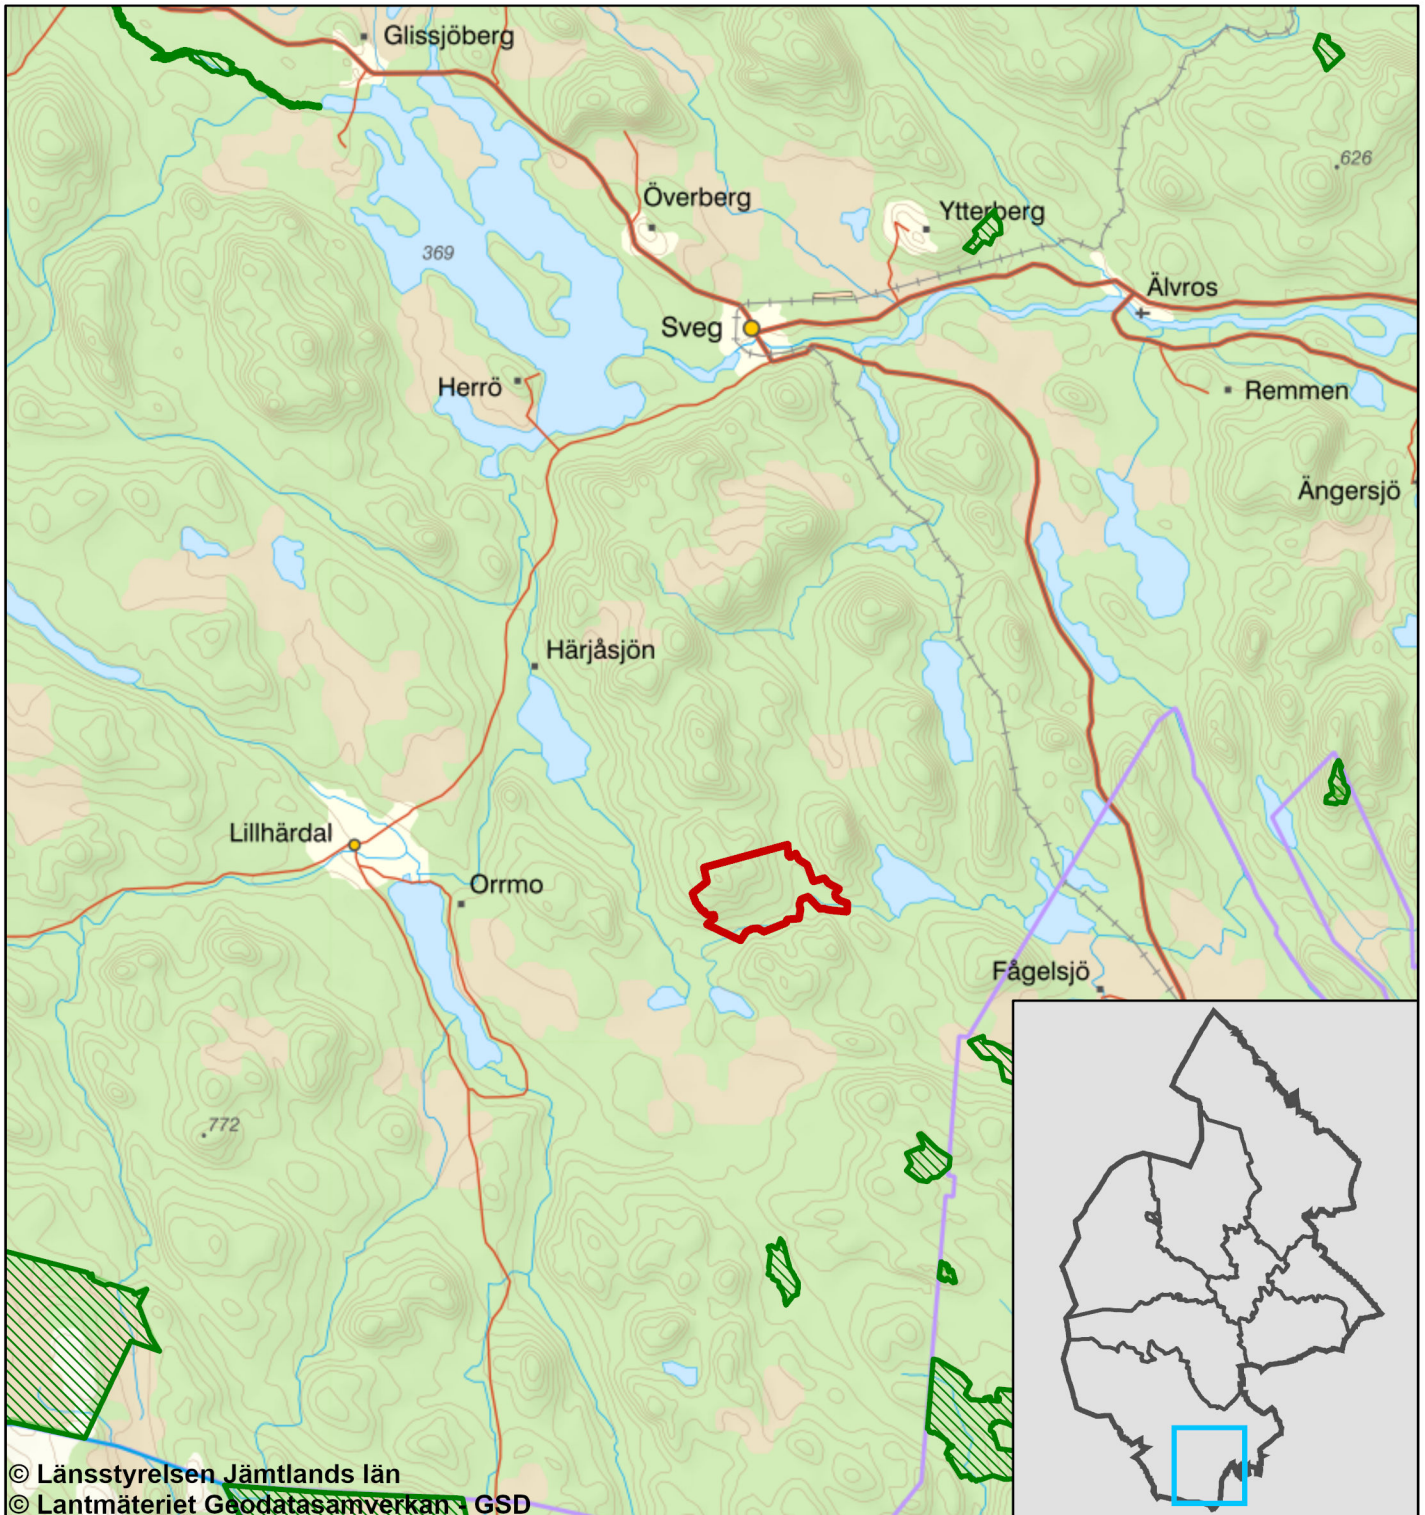 Glissjöberg
626
Överberg
Ytterberg
369
Älvros
Sveg
Herrö
Remmen
Ängersjö
Härjåsjön
Lillhärdal
Orrmo
Fågelsjö
772
© Länsstyrelsen Jämtlands län
© Lantmäteriet Geodatasamverkan - GSD